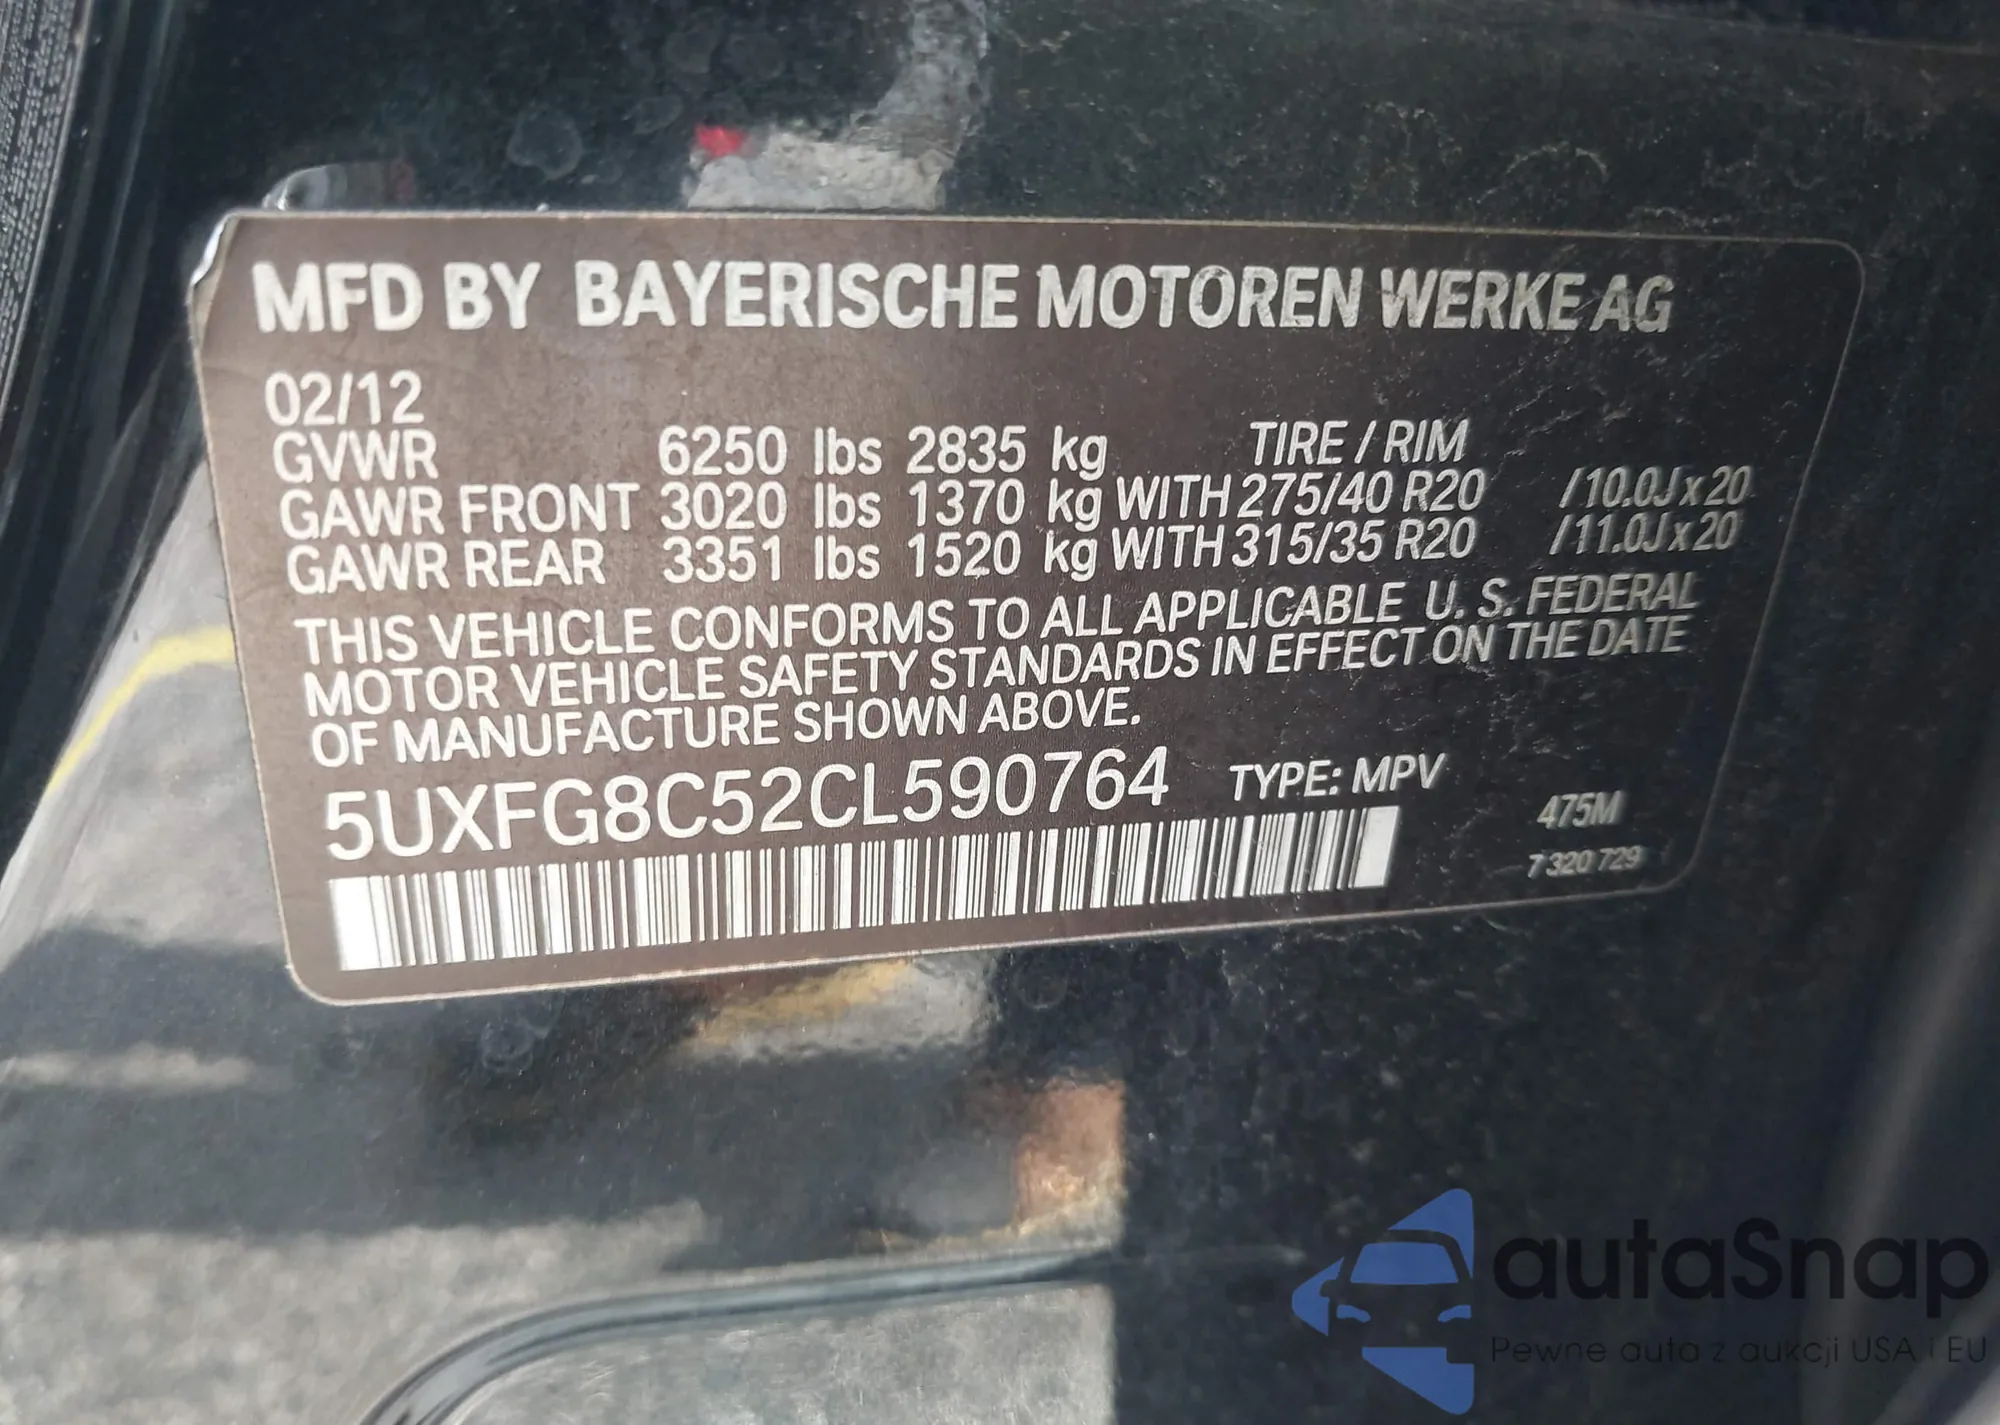 MFD BY BAYERISCHE MOTOREN WERKE AG
02/12
GVWR 6250 lbs 2835 kg TIRE / RIM
GAWR FRONT 3020 lbs 1370 kg WITH 275/40 R20 /10.0J x 20
GAWR REAR 3351 lbs 1520 kg WITH 315/35 R20 /11.0J x 20
THIS VEHICLE CONFORMS TO ALL APPLICABLE U. S. FEDERAL
MOTOR VEHICLE SAFETY STANDARDS IN EFFECT ON THE DATE
OF MANUFACTURE SHOWN ABOVE.
5UXFG8C52CL590764 TYPE: MPV
475M
7 320 729
autaSnap
Pewne auta z aukcji USA i EU